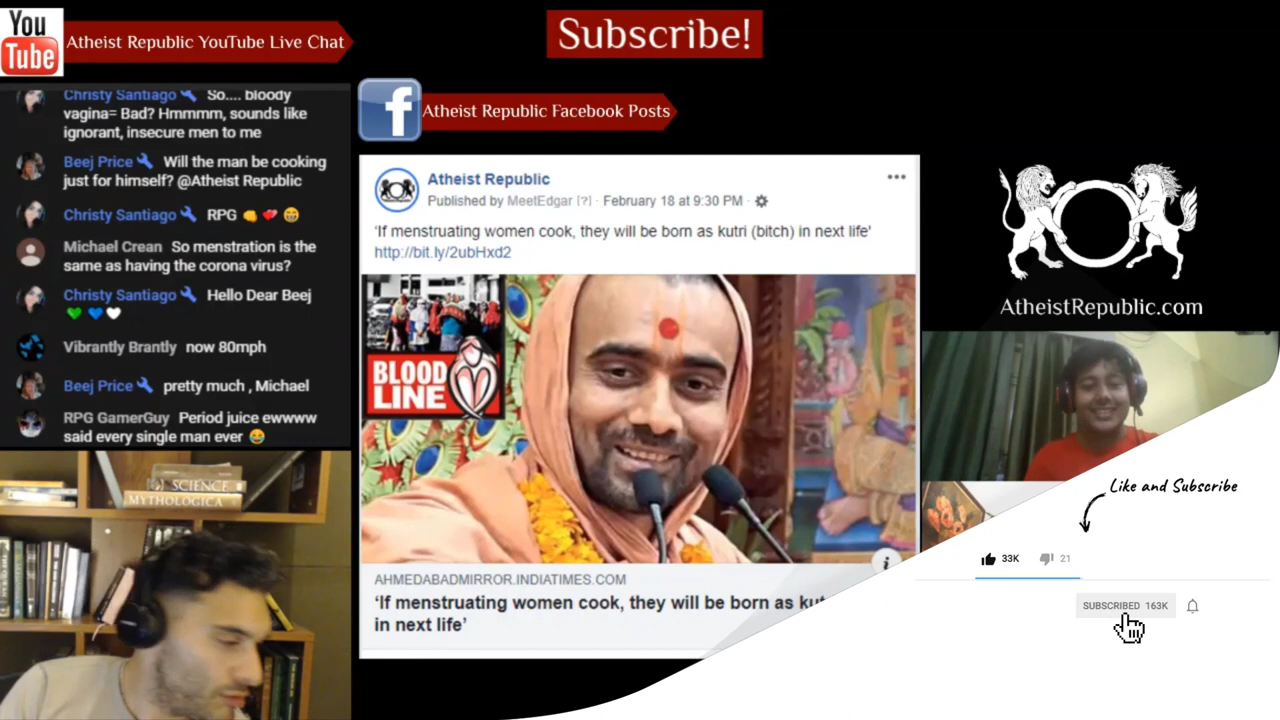 You
Tube
Atheist Republic YouTube Live Chat
Subscribe!
Christy Santiago So.... bloody
vagina= Bad? Hmmmm, sounds like
ignorant, insecure men to me
Beej Price Will the man be cooking
just for himself? @Atheist Republic
Christy Santiago RPG 👊 💕 😁
Michael Crean So menstration is the
same as having the corona virus?
Christy Santiago Hello Dear Beej
💚 💙 🤍
Vibrantly Brantly now 80mph
Beej Price pretty much , Michael
RPG GamerGuy Period juice ewwww
said every single man ever 😂
SCIENCE
MYTHOLOGICA
f
Atheist Republic Facebook Posts
Atheist Republic
Published by MeetEdgar [?] · February 18 at 9:30 PM ·
'If menstruating women cook, they will be born as kutri (bitch) in next life'
http://bit.ly/2ubHxd2
BLOOD
LINE
i
AHMEDABADMIRROR.INDIATIMES.COM
'If menstruating women cook, they will be born as kut
in next life'
AtheistRepublic.com
Like and Subscribe
33K
21
SUBSCRIBED 163K